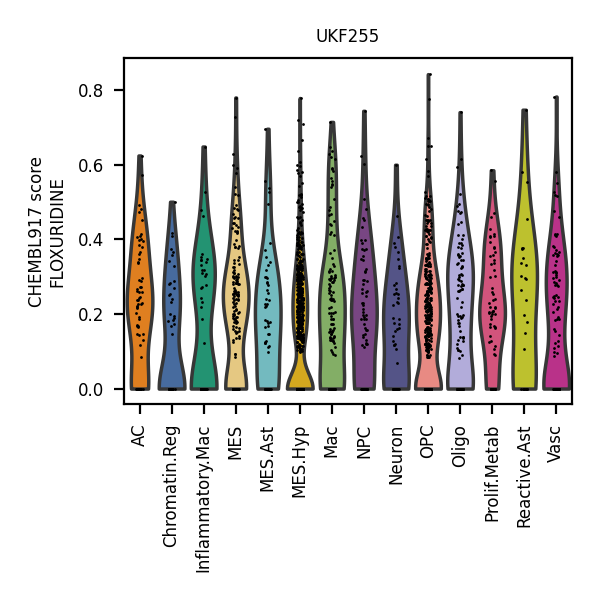 UKF255
CHEMBL917 score
FLOXURIDINE
0.8
0.6
0.4
0.2
0.0
AC
Chromatin.Reg
Inflammatory.Mac
MES
MES.Ast
MES.Hyp
Mac
NPC
Neuron
OPC
Oligo
Prolif.Metab
Reactive.Ast
Vasc